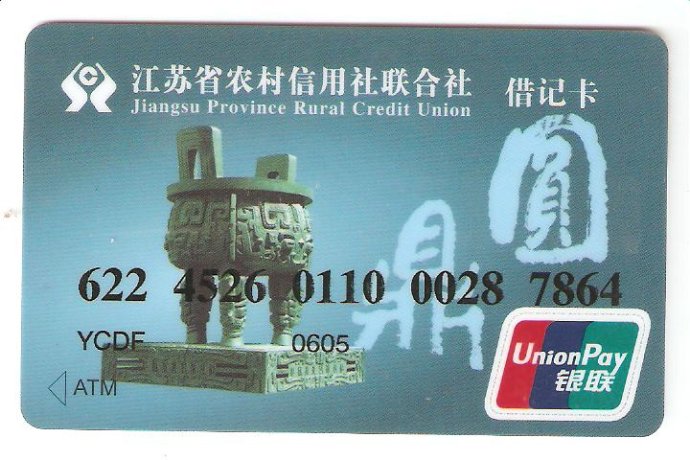 江苏省农村信用社联合社 借记卡
Jiangsu Province Rural Credit Union
圆
鼎
622 4526 0110 0028 7864
YCDF 0605
ATM
UnionPay
银联